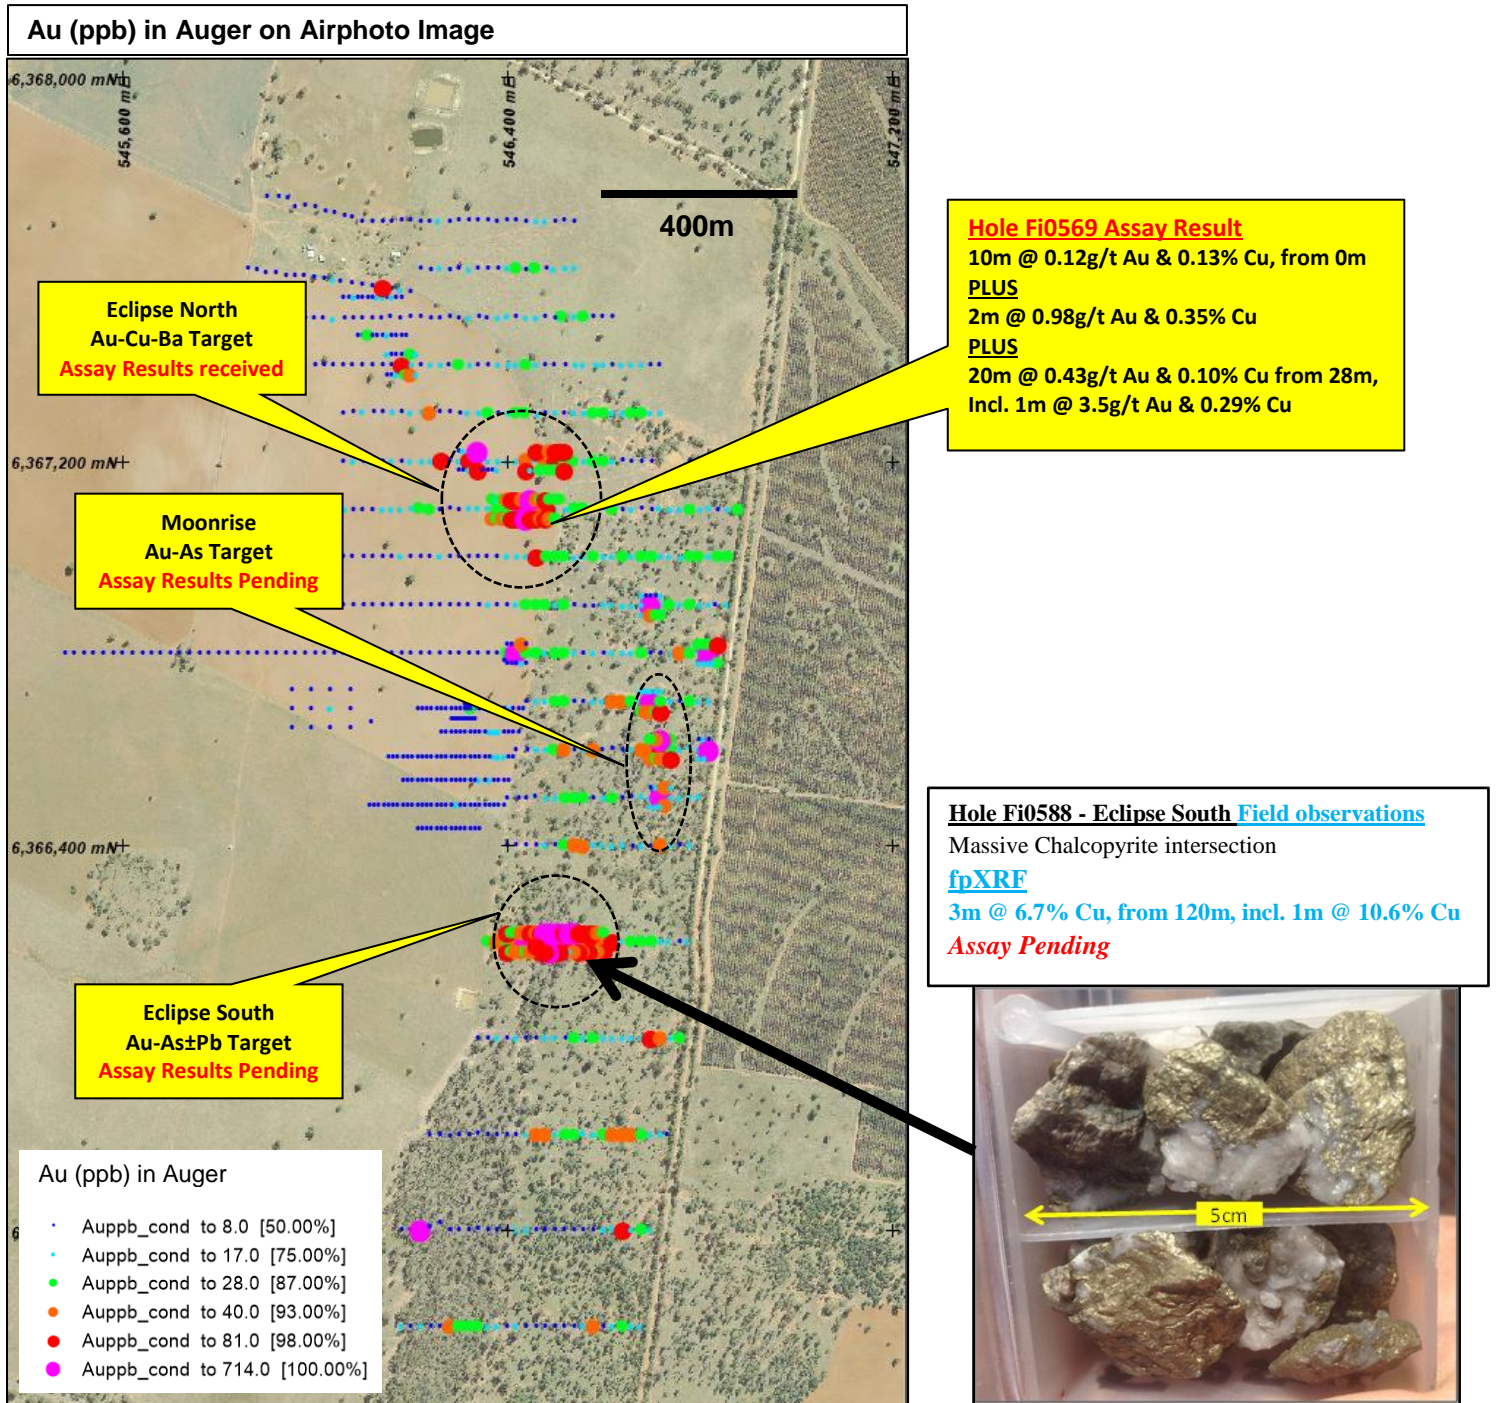 Au (ppb) in Auger on Airphoto Image
6,368,000 mN
545,600 mE
546,400 mE
547,200 mE
400m
Hole Fi0569 Assay Result
10m @ 0.12g/t Au & 0.13% Cu, from 0m
PLUS
2m @ 0.98g/t Au & 0.35% Cu
PLUS
20m @ 0.43g/t Au & 0.10% Cu from 28m,
Incl. 1m @ 3.5g/t Au & 0.29% Cu
Eclipse North
Au-Cu-Ba Target
Assay Results received
6,367,200 mN
Moonrise
Au-As Target
Assay Results Pending
Hole Fi0588 - Eclipse South Field observations
Massive Chalcopyrite intersection
fpXRF
3m @ 6.7% Cu, from 120m, incl. 1m @ 10.6% Cu
Assay Pending
6,366,400 mN
Eclipse South
Au-As±Pb Target
Assay Results Pending
5cm
Au (ppb) in Auger
Auppb_cond to 8.0 [50.00%]
Auppb_cond to 17.0 [75.00%]
Auppb_cond to 28.0 [87.00%]
Auppb_cond to 40.0 [93.00%]
Auppb_cond to 81.0 [98.00%]
Auppb_cond to 714.0 [100.00%]